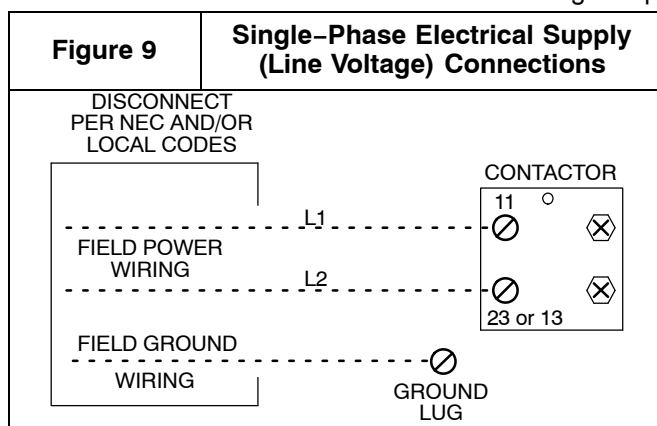 Figure 9
Single−Phase Electrical Supply
(Line Voltage) Connections
DISCONNECT
PER NEC AND/OR
LOCAL CODES
CONTACTOR
11
L1
FIELD POWER
WIRING
L2
23 or 13
FIELD GROUND
WIRING
GROUND
LUG